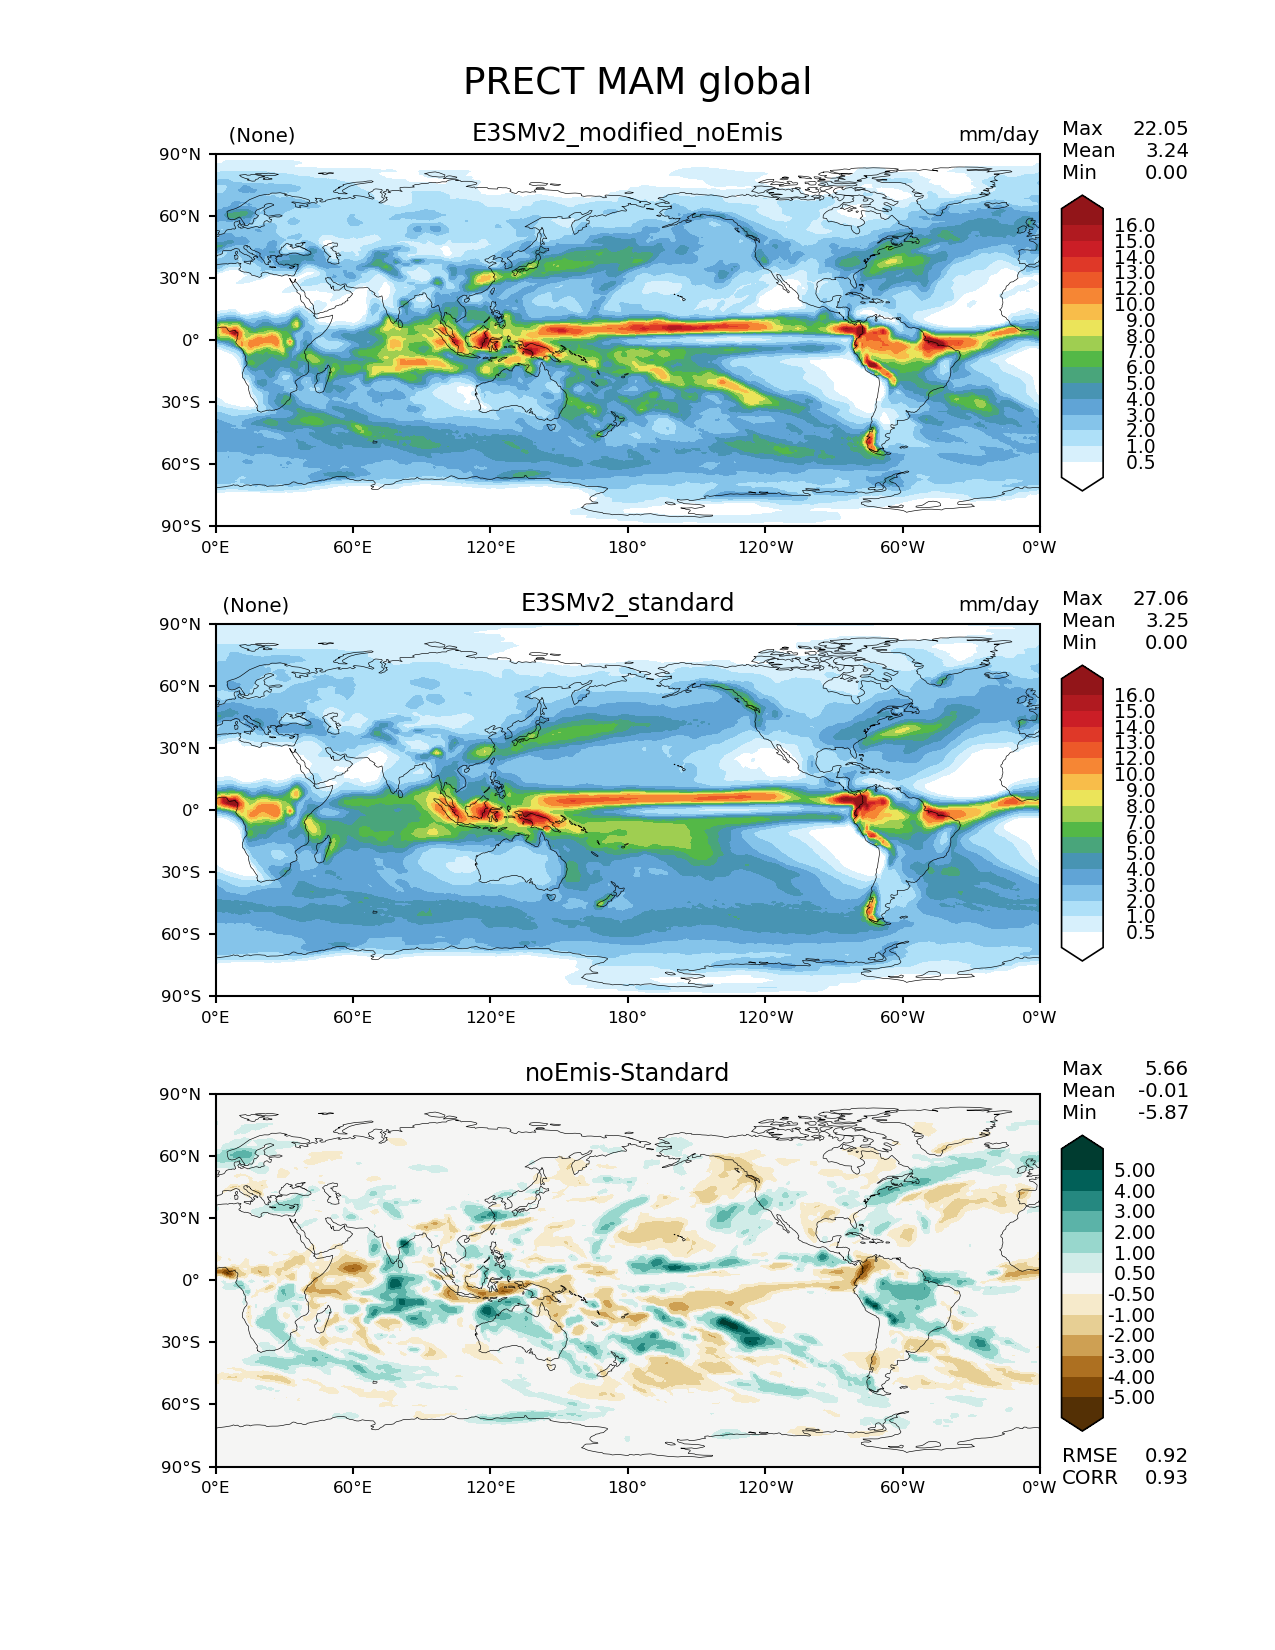 PRECT MAM global
(None) E3SMv2_modified_noEmis mm/day
Max 22.05
Mean 3.24
Min 0.00
90°N
60°N
30°N
0°
30°S
60°S
90°S
0°E 60°E 120°E 180° 120°W 60°W 0°W
16.0
15.0
14.0
13.0
12.0
10.0
9.0
8.0
7.0
6.0
5.0
4.0
3.0
2.0
1.0
0.5
(None) E3SMv2_standard mm/day
Max 27.06
Mean 3.25
Min 0.00
90°N
60°N
30°N
0°
30°S
60°S
90°S
0°E 60°E 120°E 180° 120°W 60°W 0°W
16.0
15.0
14.0
13.0
12.0
10.0
9.0
8.0
7.0
6.0
5.0
4.0
3.0
2.0
1.0
0.5
noEmis-Standard
Max 5.66
Mean -0.01
Min -5.87
90°N
60°N
30°N
0°
30°S
60°S
90°S
0°E 60°E 120°E 180° 120°W 60°W 0°W
5.00
4.00
3.00
2.00
1.00
0.50
-0.50
-1.00
-2.00
-3.00
-4.00
-5.00
RMSE 0.92
CORR 0.93